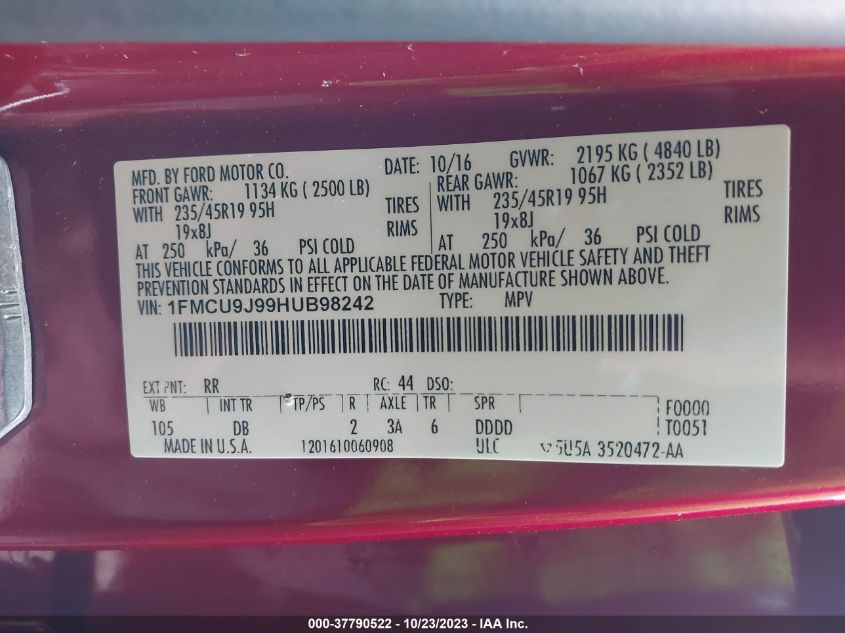 MFD. BY FORD MOTOR CO. DATE: 10/16 GVWR: 2195 KG ( 4840 LB)
FRONT GAWR: 1134 KG ( 2500 LB) REAR GAWR: 1067 KG ( 2352 LB)
WITH 235/45R19 95H TIRES WITH 235/45R19 95H TIRES
19x8J RIMS 19x8J RIMS
AT 250 kPa/ 36 PSI COLD AT 250 kPa/ 36 PSI COLD
THIS VEHICLE CONFORMS TO ALL APPLICABLE FEDERAL MOTOR VEHICLE SAFETY AND THEFT
PREVENTION STANDARDS IN EFFECT ON THE DATE OF MANUFACTURE SHOWN ABOVE.
VIN: 1FMCU9J99HUB98242 TYPE: MPV
EXT PNT: RR RC: 44 DSO:
WB INT TR TP/PS R AXLE TR SPR F0000
105 DB 2 3A 6 DDDD T0051
MADE IN U.S.A. 1201610060908 ULC 5U5A 3520472-AA
000-37790522 - 10/23/2023 - IAA Inc.